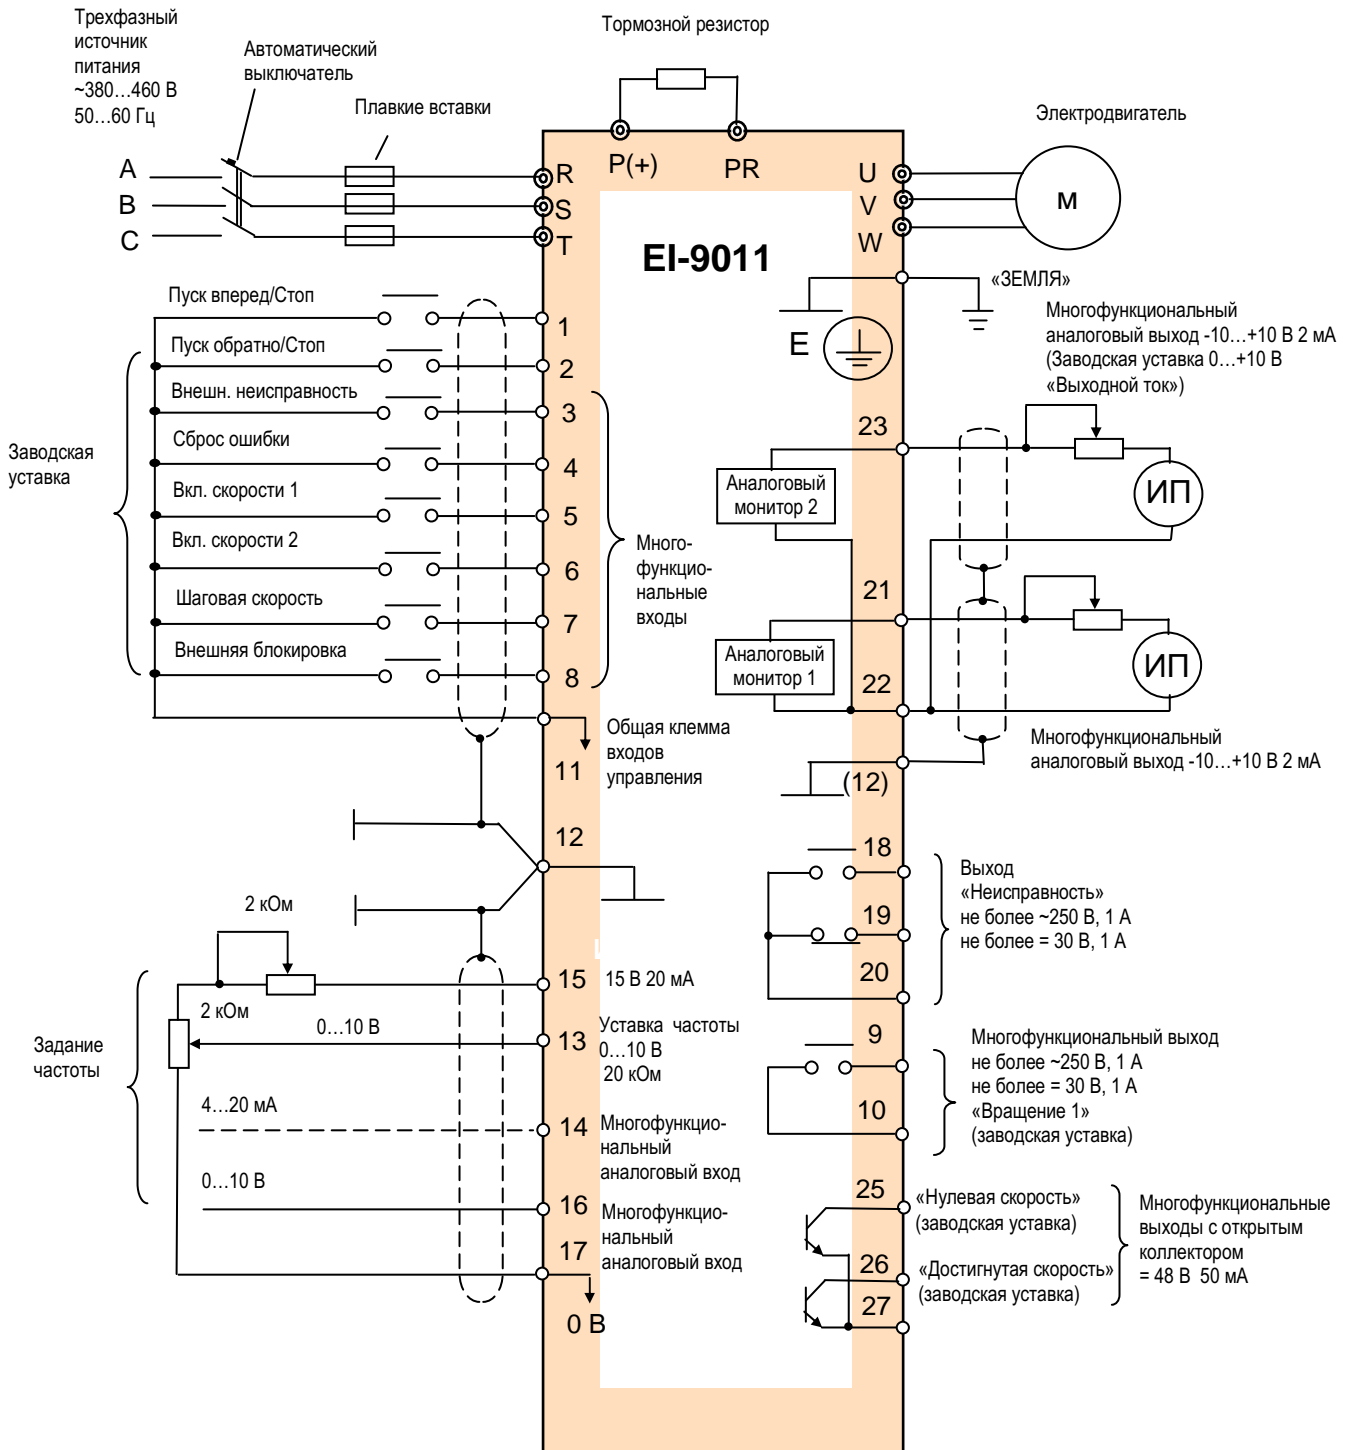 Трехфазный
источник
питания
~380…460 В
50…60 Гц
Автоматический
выключатель
Плавкие вставки
Тормозной резистор
Электродвигатель
A
B
C
R
S
T
P(+)
PR
U
V
W
М
EI-9011
«ЗЕМЛЯ»
E
Пуск вперед/Стоп
1
Пуск обратно/Стоп
2
Внешн. неисправность
3
Сброс ошибки
4
Вкл. скорости 1
5
Вкл. скорости 2
6
Шаговая скорость
7
Внешняя блокировка
8
Заводская
уставка
Много-
функцио-
нальные
входы
Общая клемма
входов
управления
11
12
Многофункциональный
аналоговый выход -10…+10 В 2 мА
(Заводская уставка 0…+10 В
«Выходной ток»)
23
Аналоговый
монитор 2
ИП
21
Аналоговый
монитор 1
22
ИП
Многофункциональный
аналоговый выход -10…+10 В 2 мА
(12)
18
19
20
Выход
«Неисправность»
не более ~250 В, 1 А
не более = 30 В, 1 А
9
10
Многофункциональный выход
не более ~250 В, 1 А
не более = 30 В, 1 А
«Вращение 1»
(заводская уставка)
2 кОм
2 кОм
0…10 В
Задание
частоты
4…20 мА
0…10 В
15
15 В 20 мА
13
Уставка частоты
0…10 В
20 кОм
14
Многофункцио-
нальный
аналоговый вход
16
Многофункцио-
нальный
аналоговый вход
17
0 В
25
«Нулевая скорость»
(заводская уставка)
26
«Достигнутая скорость»
(заводская уставка)
27
Многофункциональные
выходы с открытым
коллектором
= 48 В 50 мА